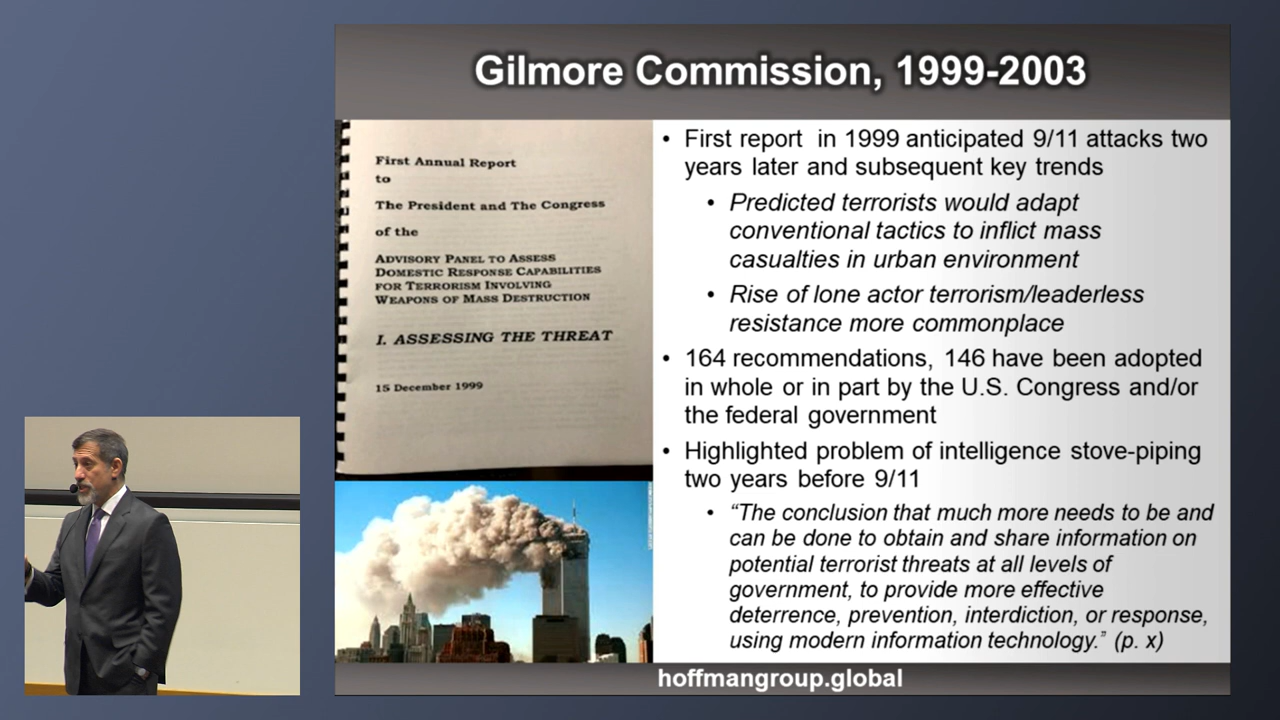 Gilmore Commission, 1999-2003
First Annual Report
to
The President and The Congress
of the
ADVISORY PANEL TO ASSESS
DOMESTIC RESPONSE CAPABILITIES
FOR TERRORISM INVOLVING
WEAPONS OF MASS DESTRUCTION
I. ASSESSING THE THREAT
15 December 1999
• First report in 1999 anticipated 9/11 attacks two
years later and subsequent key trends
• Predicted terrorists would adapt
conventional tactics to inflict mass
casualties in urban environment
• Rise of lone actor terrorism/leaderless
resistance more commonplace
• 164 recommendations, 146 have been adopted
in whole or in part by the U.S. Congress and/or
the federal government
• Highlighted problem of intelligence stove-piping
two years before 9/11
• “The conclusion that much more needs to be and
can be done to obtain and share information on
potential terrorist threats at all levels of
government, to provide more effective
deterrence, prevention, interdiction, or response,
using modern information technology.” (p. x)
hoffmangroup.global